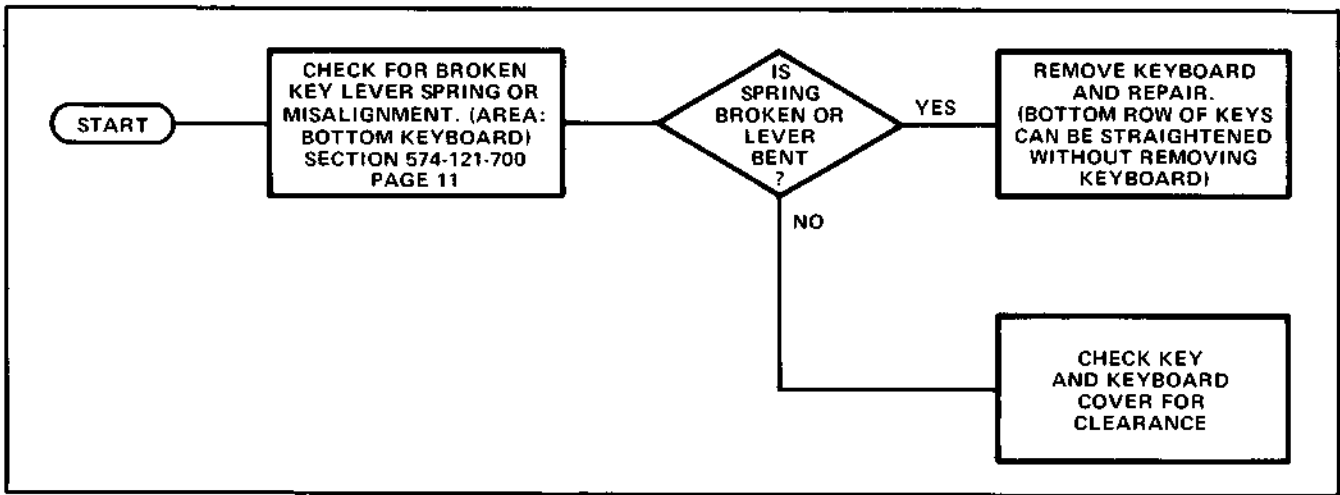 START
CHECK FOR BROKEN
KEY LEVER SPRING OR
MISALIGNMENT. (AREA:
BOTTOM KEYBOARD)
SECTION 574-121-700
PAGE 11
IS
SPRING
BROKEN OR
LEVER
BENT
?
YES
REMOVE KEYBOARD
AND REPAIR.
(BOTTOM ROW OF KEYS
CAN BE STRAIGHTENED
WITHOUT REMOVING
KEYBOARD)
NO
CHECK KEY
AND KEYBOARD
COVER FOR
CLEARANCE